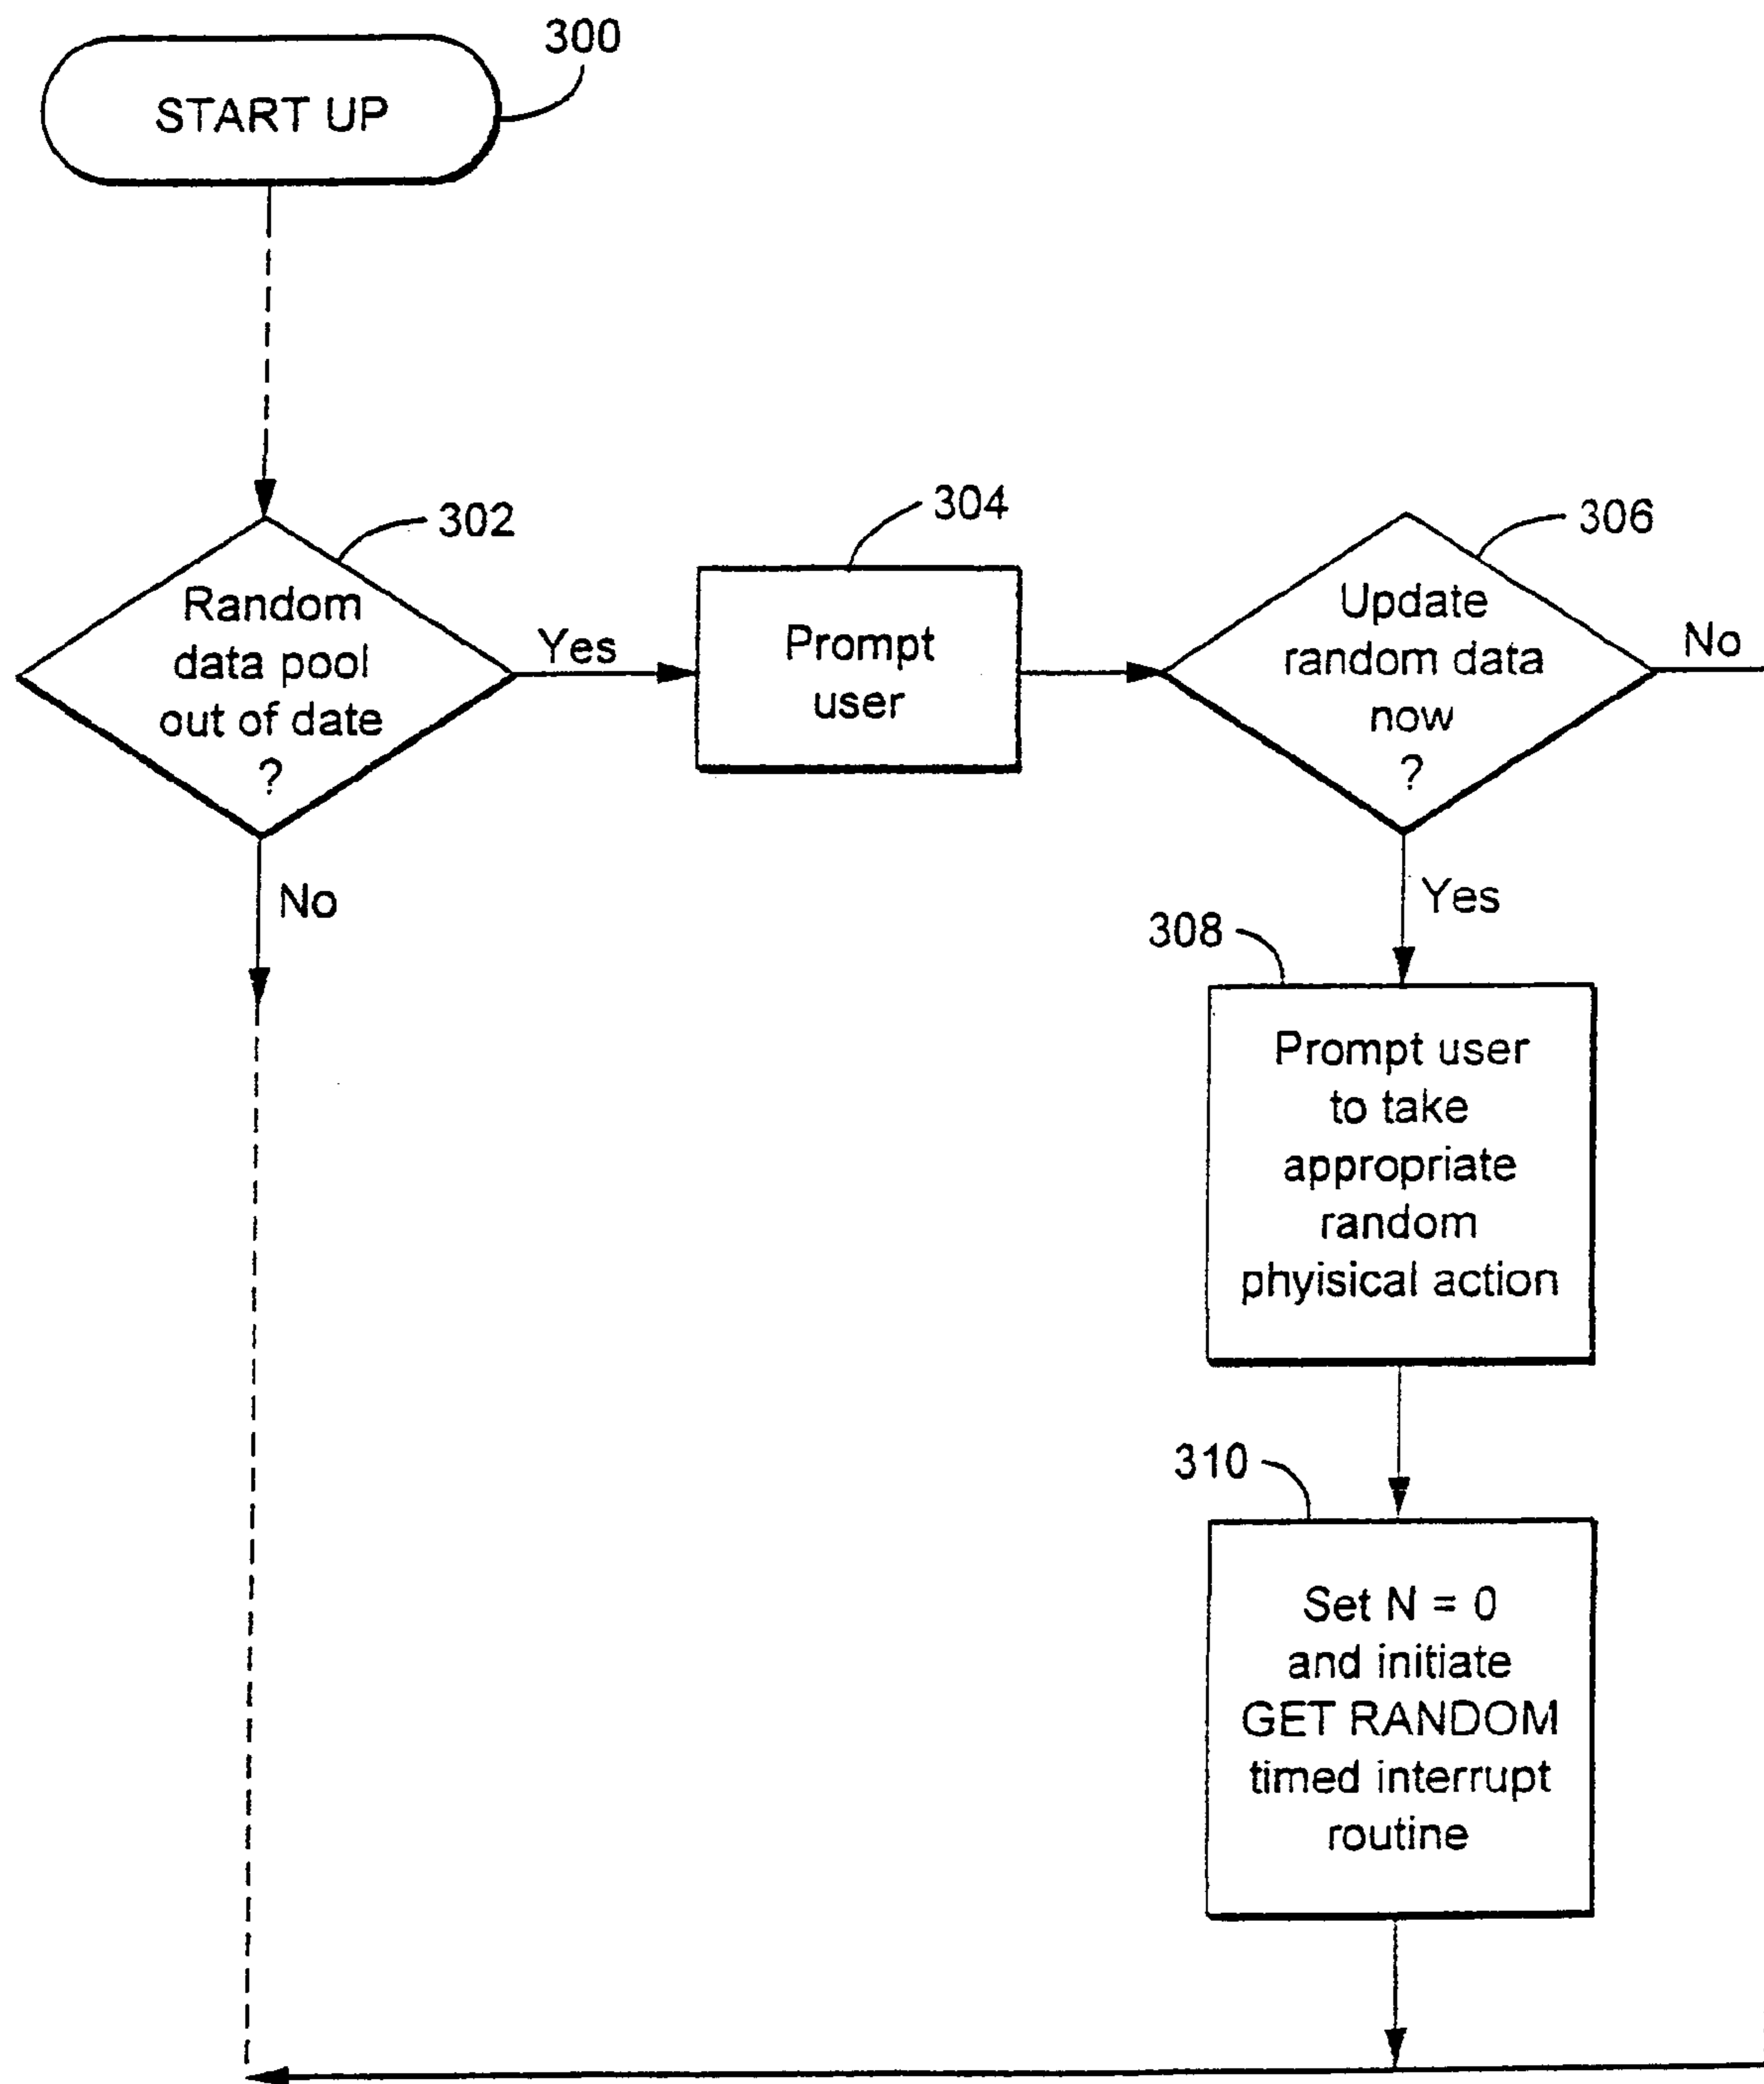 300
START UP
302
Random
data pool
out of date
?
Yes
No
304
Prompt
user
306
Update
random data
now
?
No
Yes
308
Prompt user
to take
appropriate
random
phyisical action
310
Set N = 0
and initiate
GET RANDOM
timed interrupt
routine